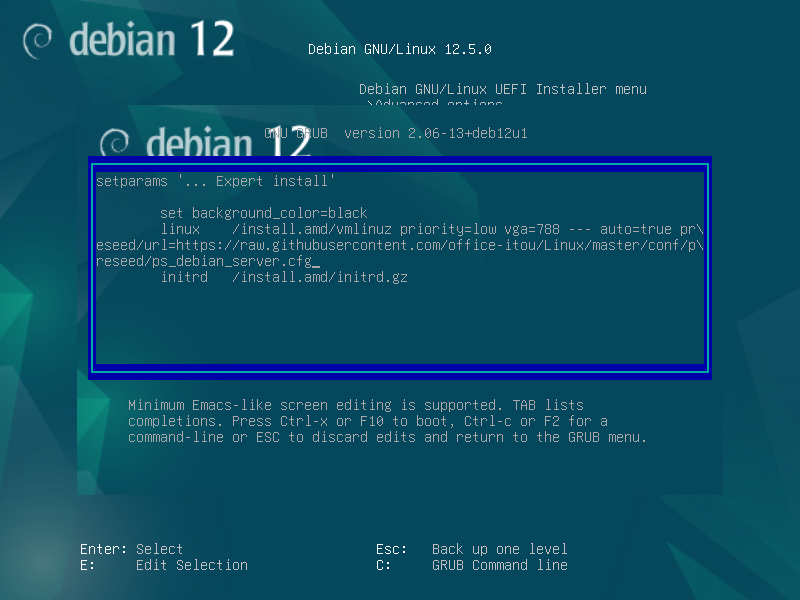 debian 12
Debian GNU/Linux 12.5.0
Debian GNU/Linux UEFI Installer menu
>Advanced options
GNU GRUB  version 2.06-13+deb12u1
debian 12
setparams '... Expert install'
set background_color=black
linux    /install.amd/vmlinuz priority=low vga=788 --- auto=true pr\
eseed/url=https://raw.githubusercontent.com/office-itou/Linux/master/conf/p\
reseed/ps_debian_server.cfg_
initrd   /install.amd/initrd.gz
Minimum Emacs-like screen editing is supported. TAB lists
completions. Press Ctrl-x or F10 to boot, Ctrl-c or F2 for a
command-line or ESC to discard edits and return to the GRUB menu.
Enter: Select   Esc:   Back up one level
E:     Edit Selection   C:     GRUB Command line